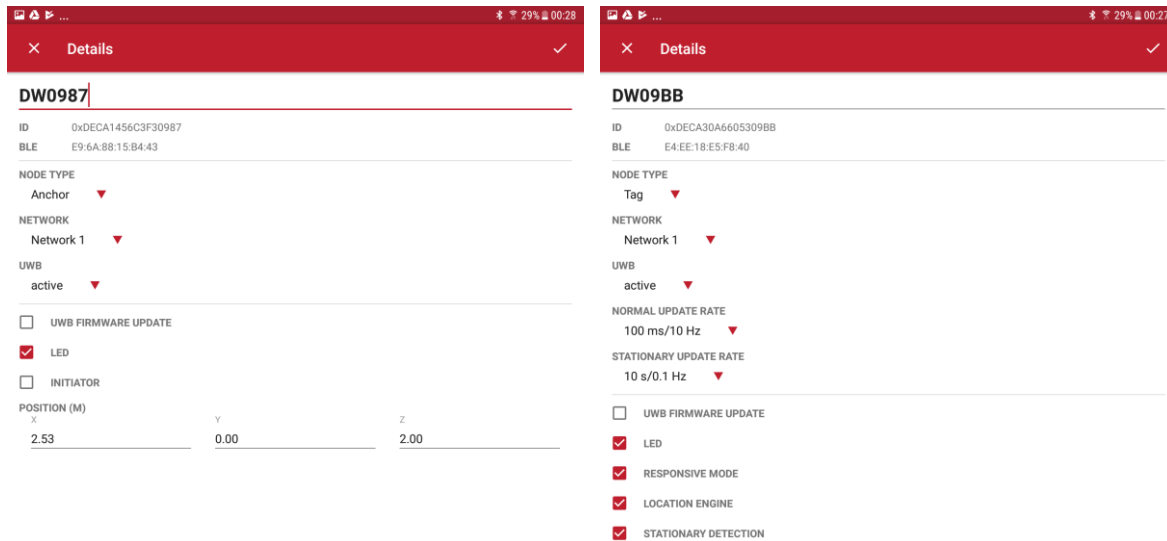 ... 29% 00:28
Details
DW0987
ID 0xDECA1456C3F30987
BLE E9:6A:88:15:B4:43
NODE TYPE
Anchor
NETWORK
Network 1
UWB
active
UWB FIRMWARE UPDATE
LED
INITIATOR
POSITION (M)
X Y Z
2.53 0.00 2.00
... 29% 00:27
Details
DW09BB
ID 0xDECA30A6605309BB
BLE E4:EE:18:E5:F8:40
NODE TYPE
Tag
NETWORK
Network 1
UWB
active
NORMAL UPDATE RATE
100 ms/10 Hz
STATIONARY UPDATE RATE
10 s/0.1 Hz
UWB FIRMWARE UPDATE
LED
RESPONSIVE MODE
LOCATION ENGINE
STATIONARY DETECTION